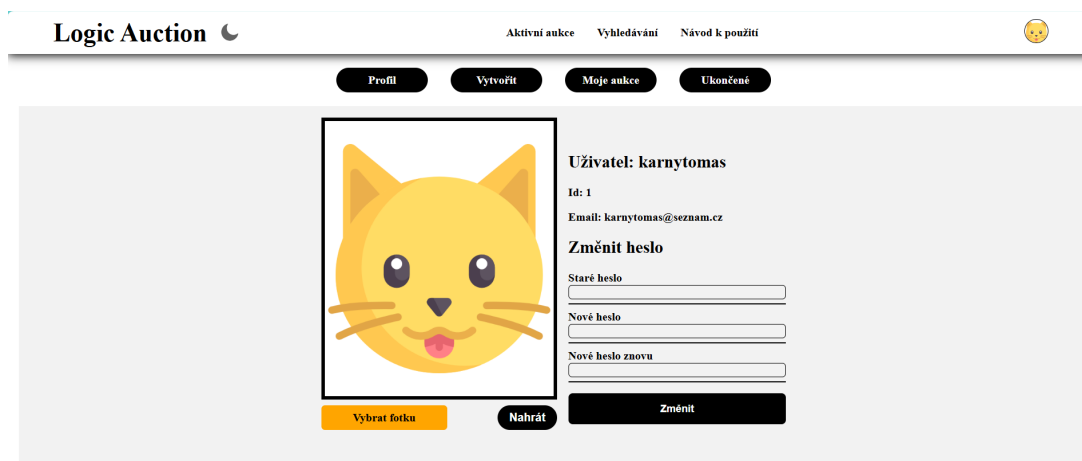 Logic Auction
Aktivní aukce Vyhledávání Návod k použití
Profil Vytvořit Moje aukce Ukončené
Uživatel: karnytomas
Id: 1
Email: karnytomas@seznam.cz
Změnit heslo
Staré heslo
Nové heslo
Nové heslo znovu
Změnit
Vybrat fotku Nahrát